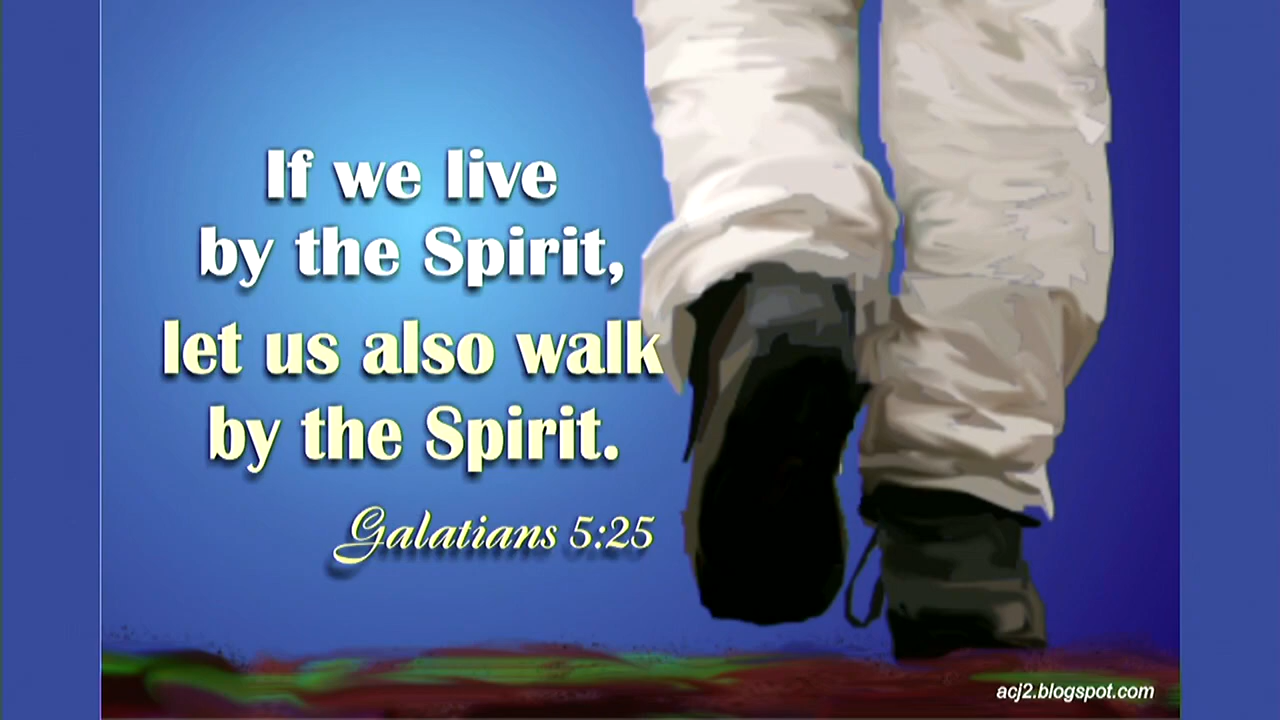 If we live
by the Spirit,
let us also walk
by the Spirit.
Galatians 5:25
acj2.blogspot.com